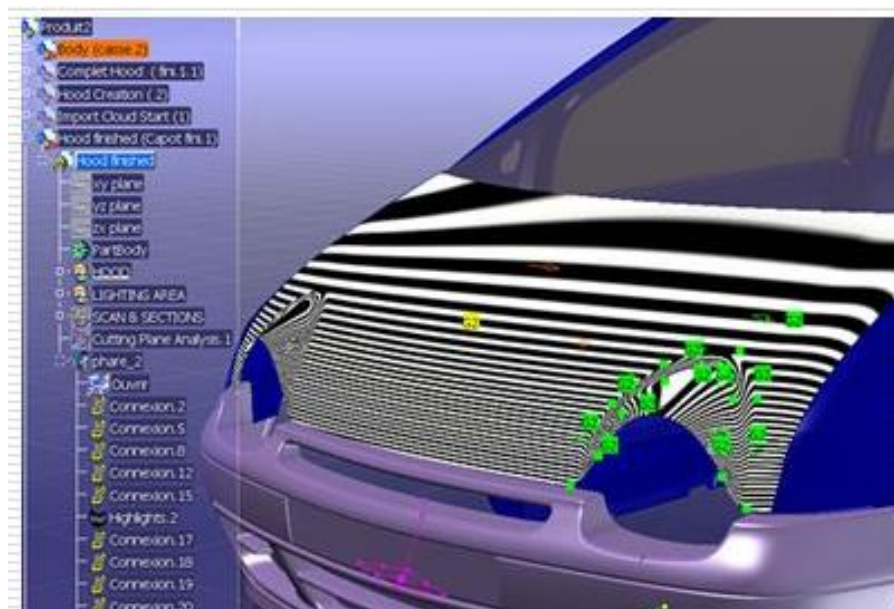 Produit2
Body (caisse.2)
Complet Hood ( fini.1.1)
Hood Creation (.2)
Import Cloud Start (1)
Hood finished (Capot fini.1)
Hood finished
xy plane
yz plane
zx plane
PartBody
HOOD
LIGHTING AREA
SCAN & SECTIONS
Cutting Plane Analysis.1
phare_2
Ouvrir
Connexion.2
Connexion.5
Connexion.8
Connexion.12
Connexion.15
Highlights.2
Connexion.17
Connexion.18
Connexion.19
Connexion.20